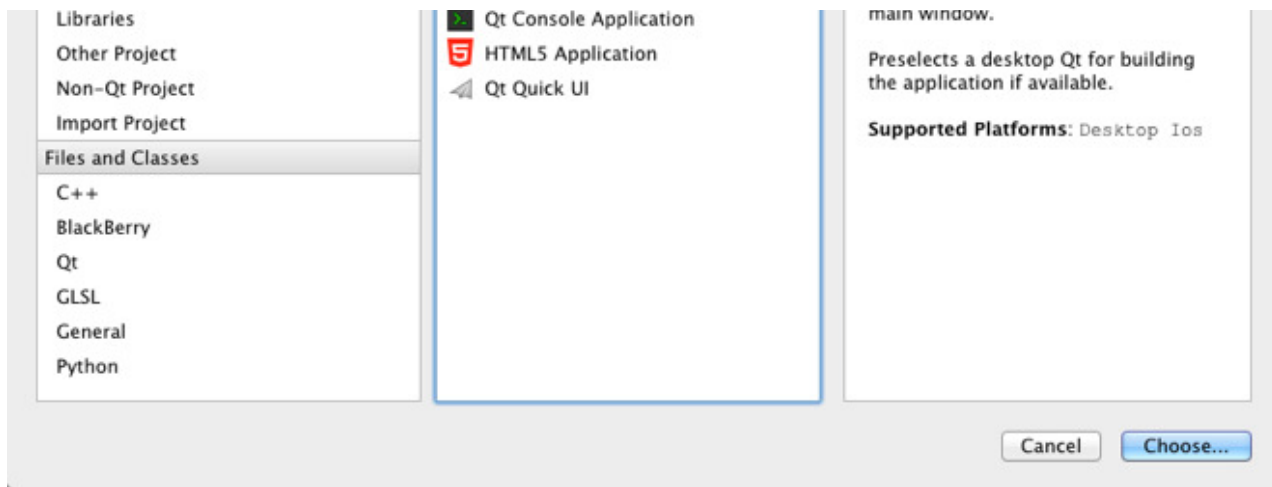 Libraries
Other Project
Non-Qt Project
Import Project
Files and Classes
C++
BlackBerry
Qt
GLSL
General
Python
Qt Console Application
HTML5 Application
Qt Quick UI
main window.
Preselects a desktop Qt for building
the application if available.
Supported Platforms: Desktop Ios
Cancel
Choose...